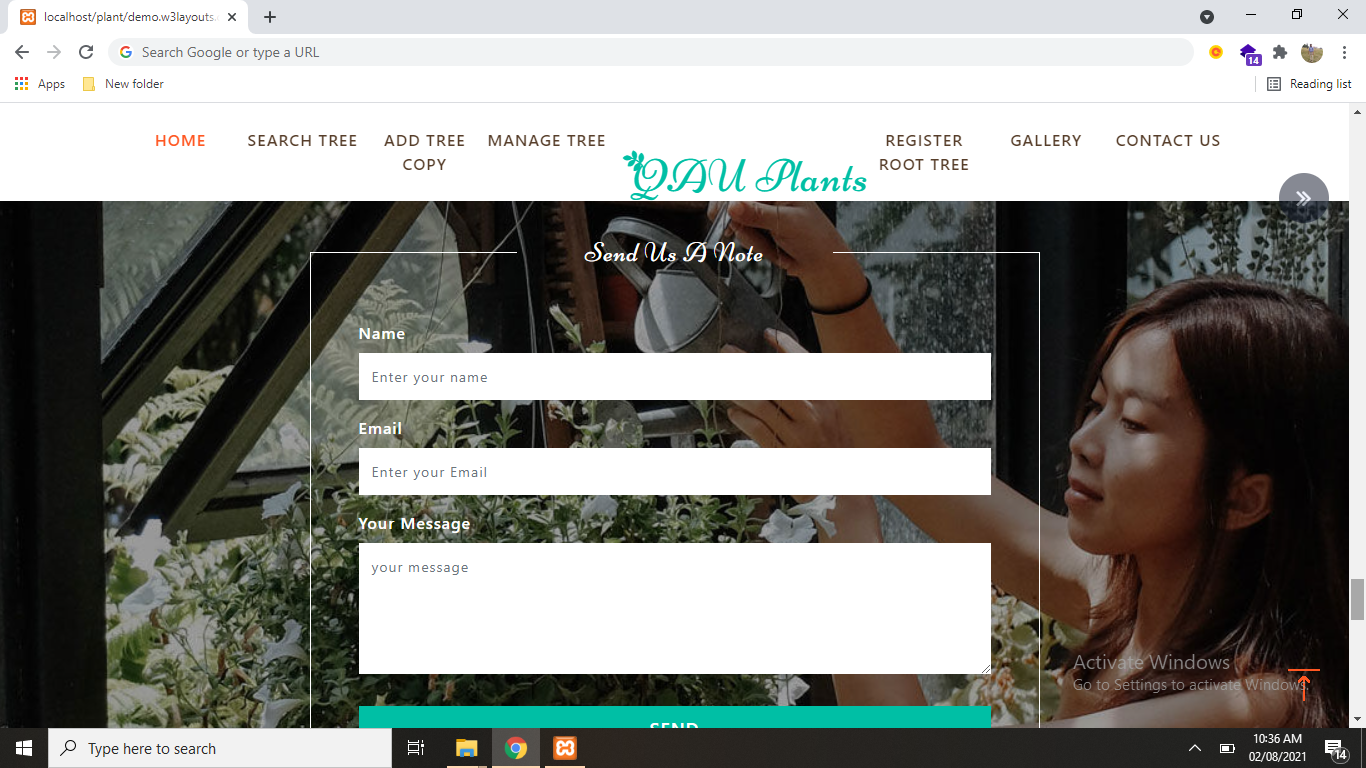 localhost/plant/demo.w3layouts.
Search Google or type a URL
14
Apps
New folder
Reading list
HOME
SEARCH TREE
ADD TREE
COPY
MANAGE TREE
QAU Plants
REGISTER
ROOT TREE
GALLERY
CONTACT US
Send Us A Note
Name
Enter your name
Email
Enter your Email
Your Message
your message
SEND
Activate Windows
Go to Settings to activate Windows.
Type here to search
10:36 AM
02/08/2021
14